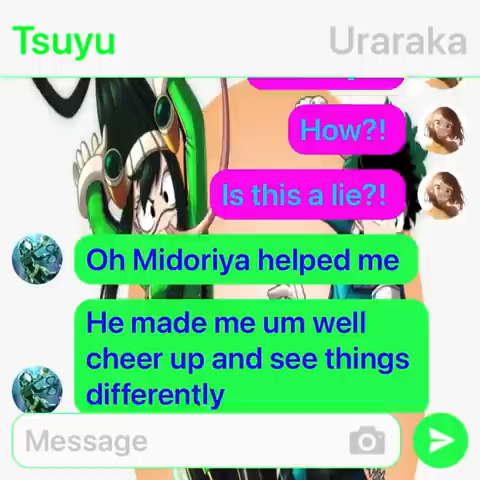 Tsuyu
Uraraka
How?!
Is this a lie?!
Oh Midoriya helped me
He made me um well
cheer up and see things
differently
Message